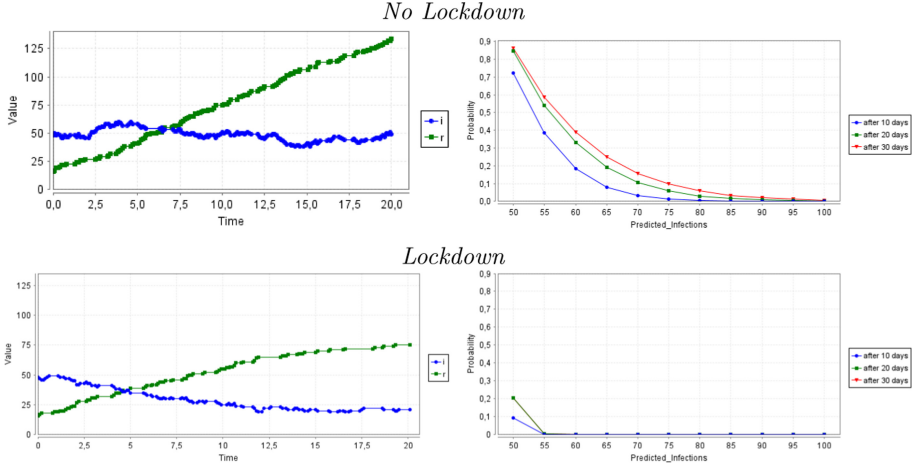 No Lockdown
125
100
75
50
25
0
Value
0,0 2,5 5,0 7,5 10,0 12,5 15,0 17,5 20,0
Time
i
r
0,9
0,8
0,7
0,6
0,5
0,4
0,3
0,2
0,1
0,0
Probability
50 55 60 65 70 75 80 85 90 95 100
Predicted_Infections
after 10 days
after 20 days
after 30 days
Lockdown
125
100
75
50
25
0
Value
0 2,5 5 7,5 10 12,5 15 17,5 20
Time
i
r
0,9
0,8
0,7
0,6
0,5
0,4
0,3
0,2
0,1
0
Probability
50 55 60 65 70 75 80 85 90 95 100
Predicted_Infections
after 10 days
after 20 days
after 30 days